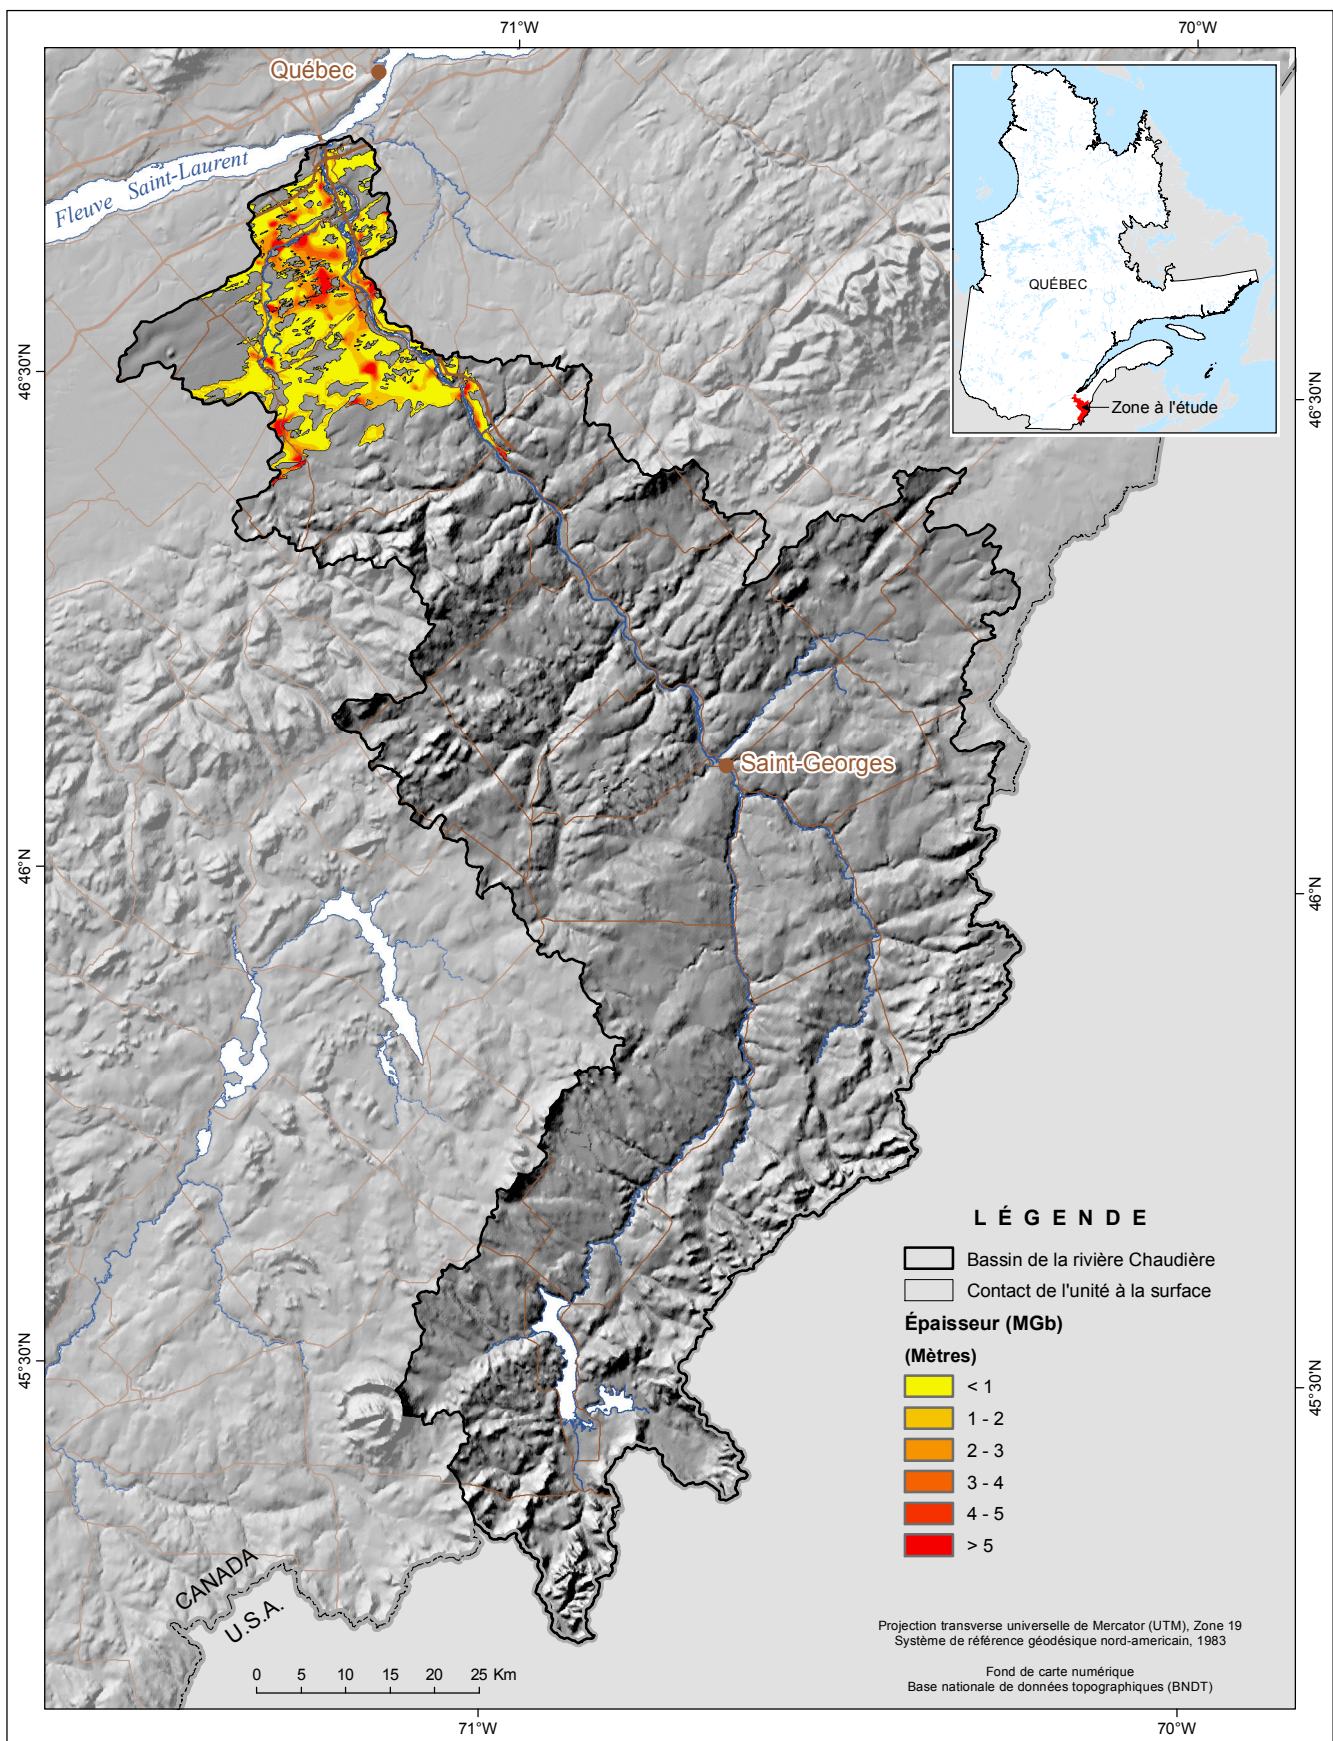 71°W
70°W
Québec
Fleuve Saint-Laurent
QUÉBEC
Zone à l'étude
46°30'N
46°30'N
Saint-Georges
46°N
46°N
LÉGENDE
Bassin de la rivière Chaudière
Contact de l'unité à la surface
Épaisseur (MGb)
(Mètres)
< 1
1 - 2
2 - 3
3 - 4
4 - 5
> 5
45°30'N
45°30'N
CANADA
U.S.A.
Projection transverse universelle de Mercator (UTM), Zone 19
Système de référence géodésique nord-americain, 1983
Fond de carte numérique
Base nationale de données topographiques (BNDT)
0 5 10 15 20 25 Km
71°W
70°W